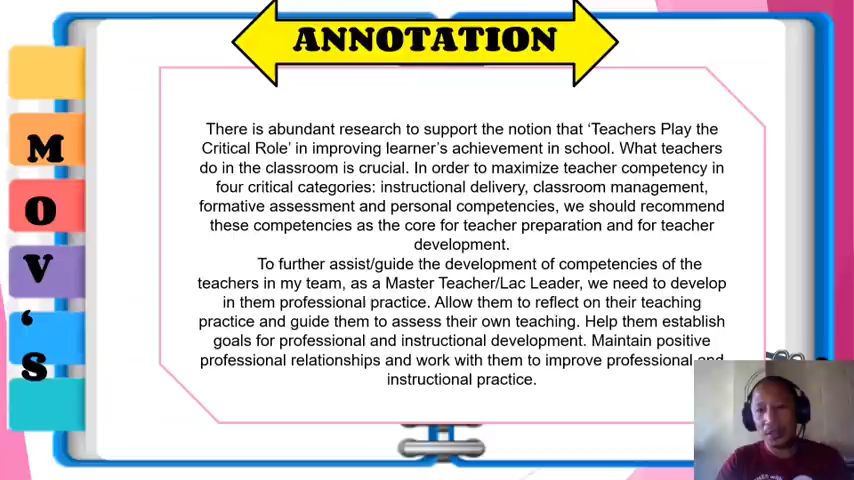 ANNOTATION
There is abundant research to support the notion that ‘Teachers Play the
Critical Role’ in improving learner’s achievement in school. What teachers
do in the classroom is crucial. In order to maximize teacher competency in
four critical categories: instructional delivery, classroom management,
formative assessment and personal competencies, we should recommend
these competencies as the core for teacher preparation and for teacher
development.
To further assist/guide the development of competencies of the
teachers in my team, as a Master Teacher/Lac Leader, we need to develop
in them professional practice. Allow them to reflect on their teaching
practice and guide them to assess their own teaching. Help them establish
goals for professional and instructional development. Maintain positive
professional relationships and work with them to improve professional and
instructional practice.
M
O
V
‘
S